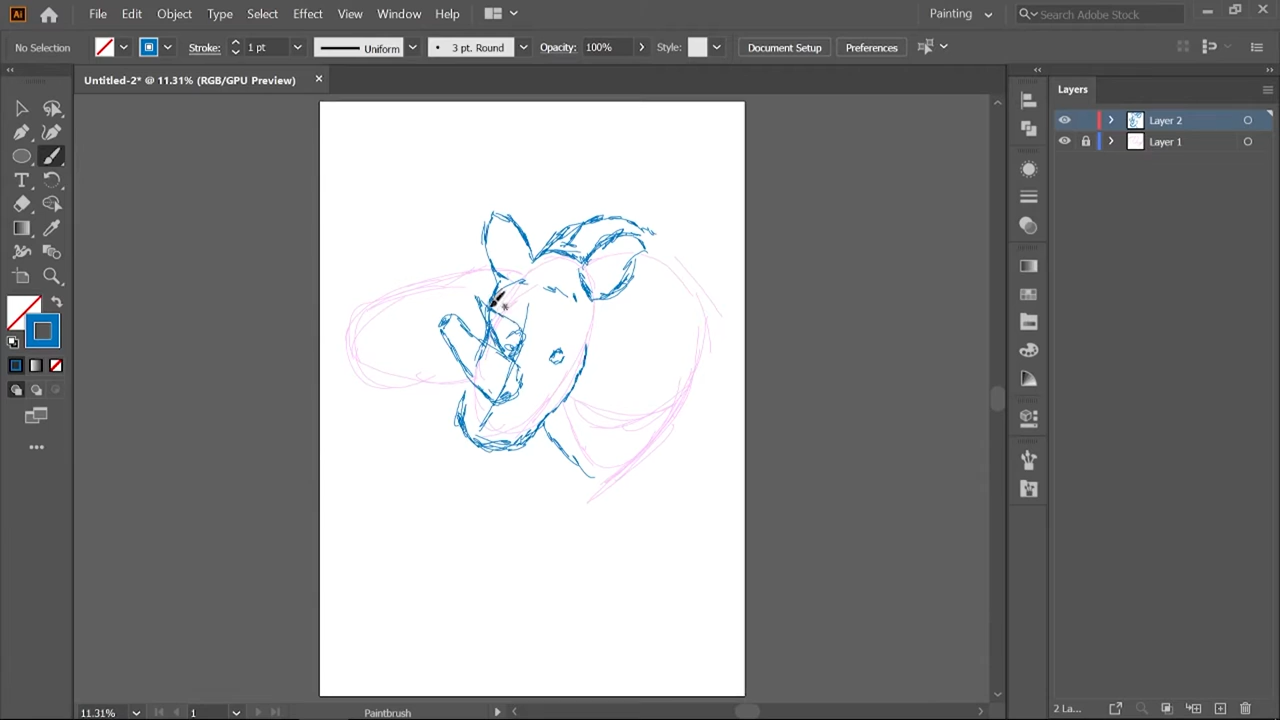 Ai File Edit Object Type Select Effect View Window Help Painting Search Adobe Stock
No Selection Stroke: 1 pt Uniform 3 pt. Round Opacity: 100% Style: Document Setup Preferences
Untitled-2* @ 11.31% (RGB/GPU Preview)
Layers
Layer 2
Layer 1
11.31% 1 Paintbrush 2 La...